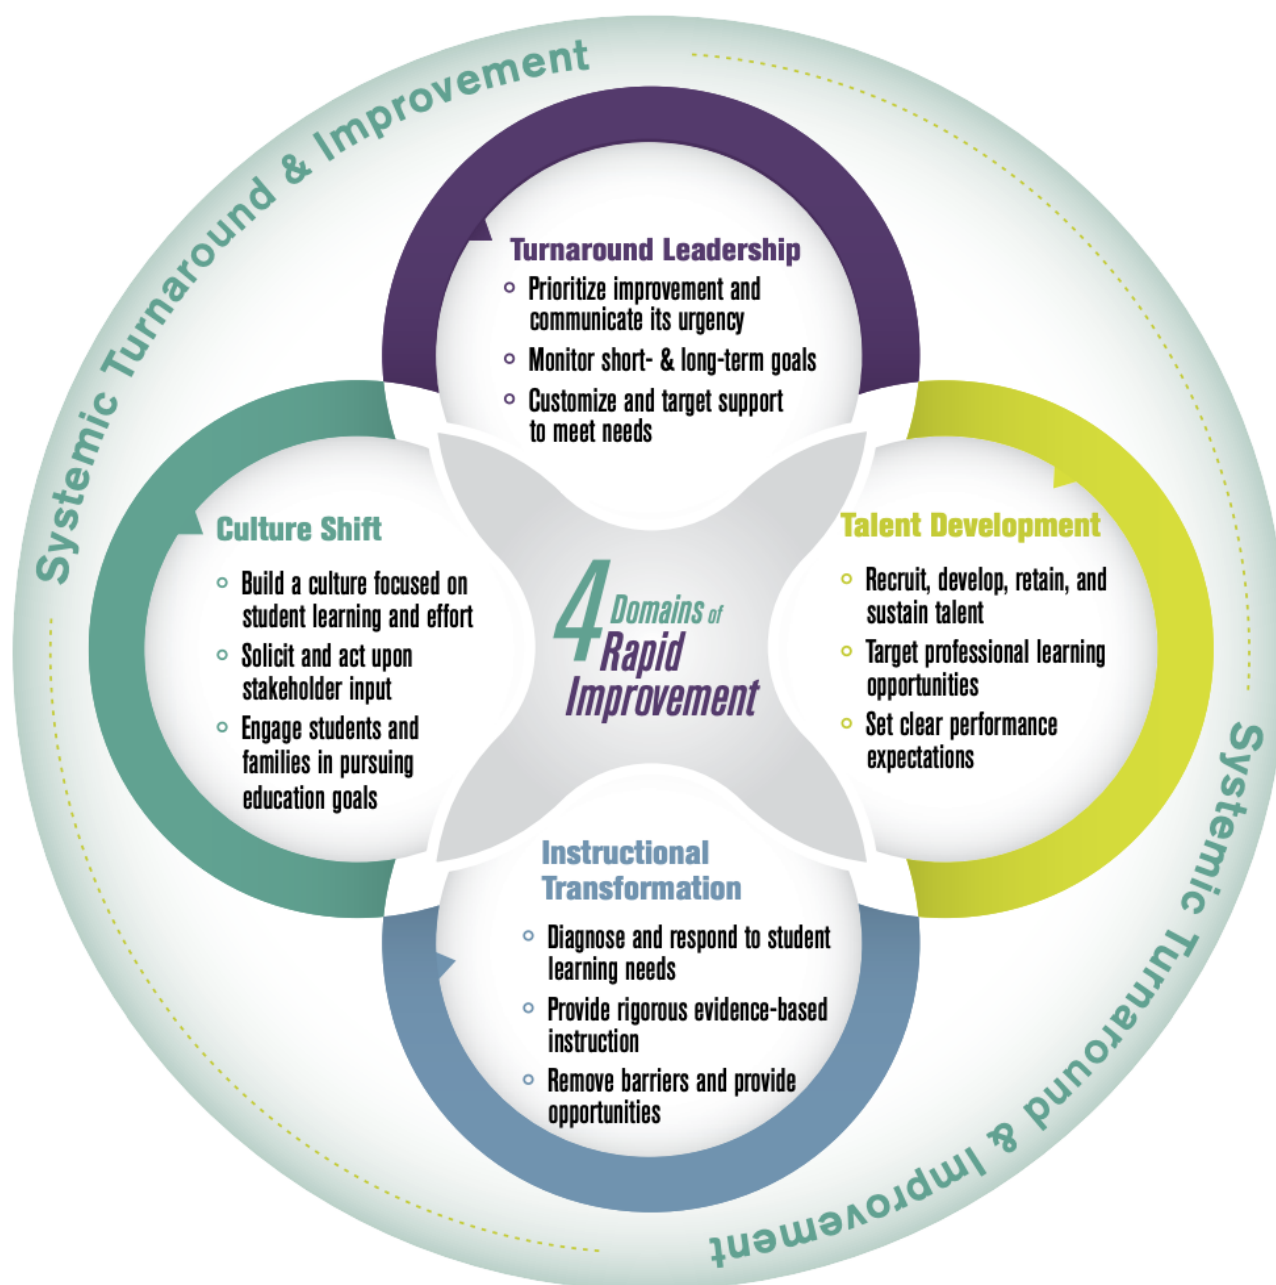 Systemic Turnaround & Improvement
Turnaround Leadership
Prioritize improvement and
communicate its urgency
Monitor short- & long-term goals
Customize and target support
to meet needs
Culture Shift
Build a culture focused on
student learning and effort
Solicit and act upon
stakeholder input
Engage students and
families in pursuing
education goals
4 Domains of
Rapid
Improvement
Talent Development
Recruit, develop, retain, and
sustain talent
Target professional learning
opportunities
Set clear performance
expectations
Instructional
Transformation
Diagnose and respond to student
learning needs
Provide rigorous evidence-based
instruction
Remove barriers and provide
opportunities
Systemic Turnaround & Improvement